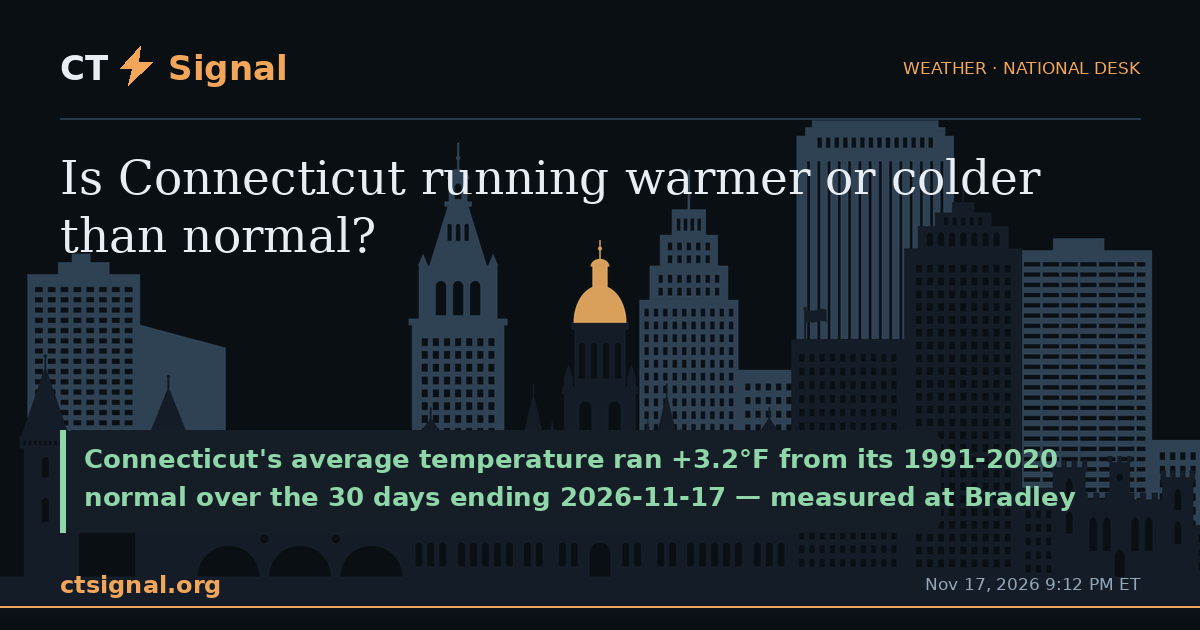 CT Signal
WEATHER · NATIONAL DESK
Is Connecticut running warmer or colder
than normal?
Connecticut's average temperature ran +3.2°F from its 1991-2020
normal over the 30 days ending 2026-11-17 — measured at Bradley
ctsignal.org
Nov 17, 2026 9:12 PM ET